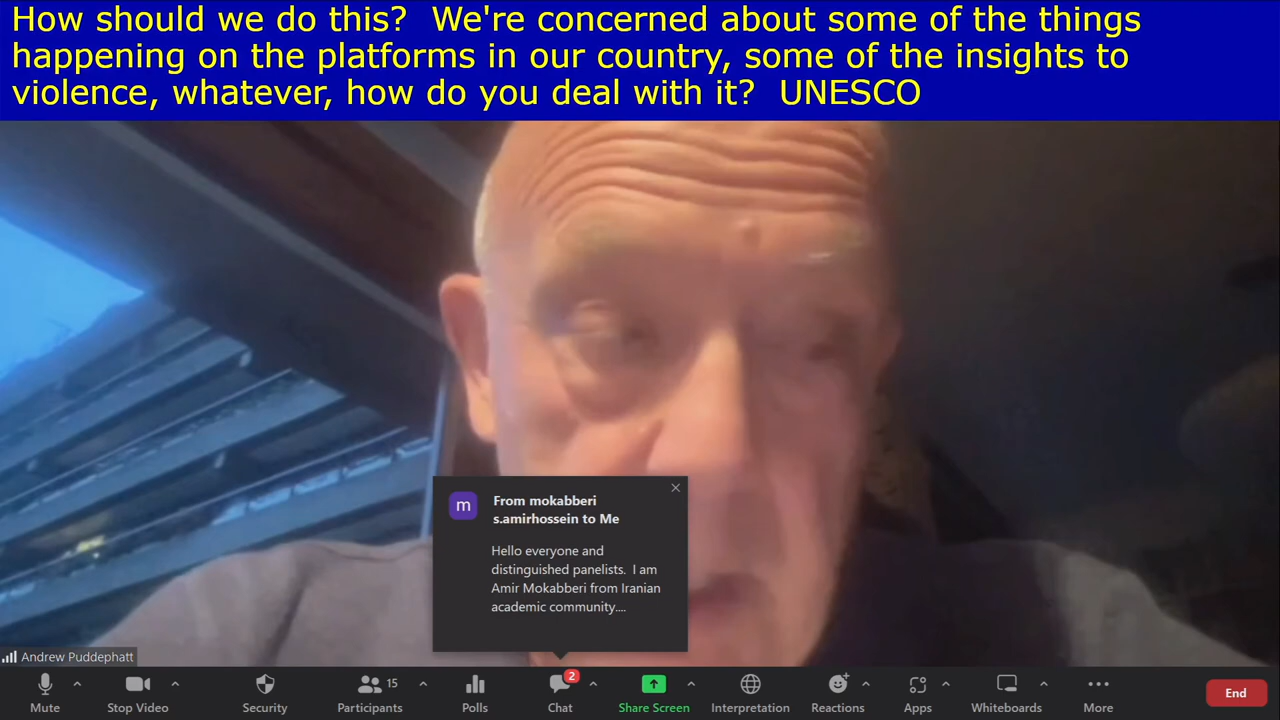 How should we do this?  We're concerned about some of the things
happening on the platforms in our country, some of the insights to
violence, whatever, how do you deal with it?  UNESCO
From mokabberi
s.amirhossein to Me
m
Hello everyone and
distinguished panelists.  I am
Amir Mokabberi from Iranian
academic community....
Andrew Puddephatt
15
2
Mute
Stop Video
Security
Participants
Polls
Chat
Share Screen
Interpretation
Reactions
Apps
Whiteboards
More
End